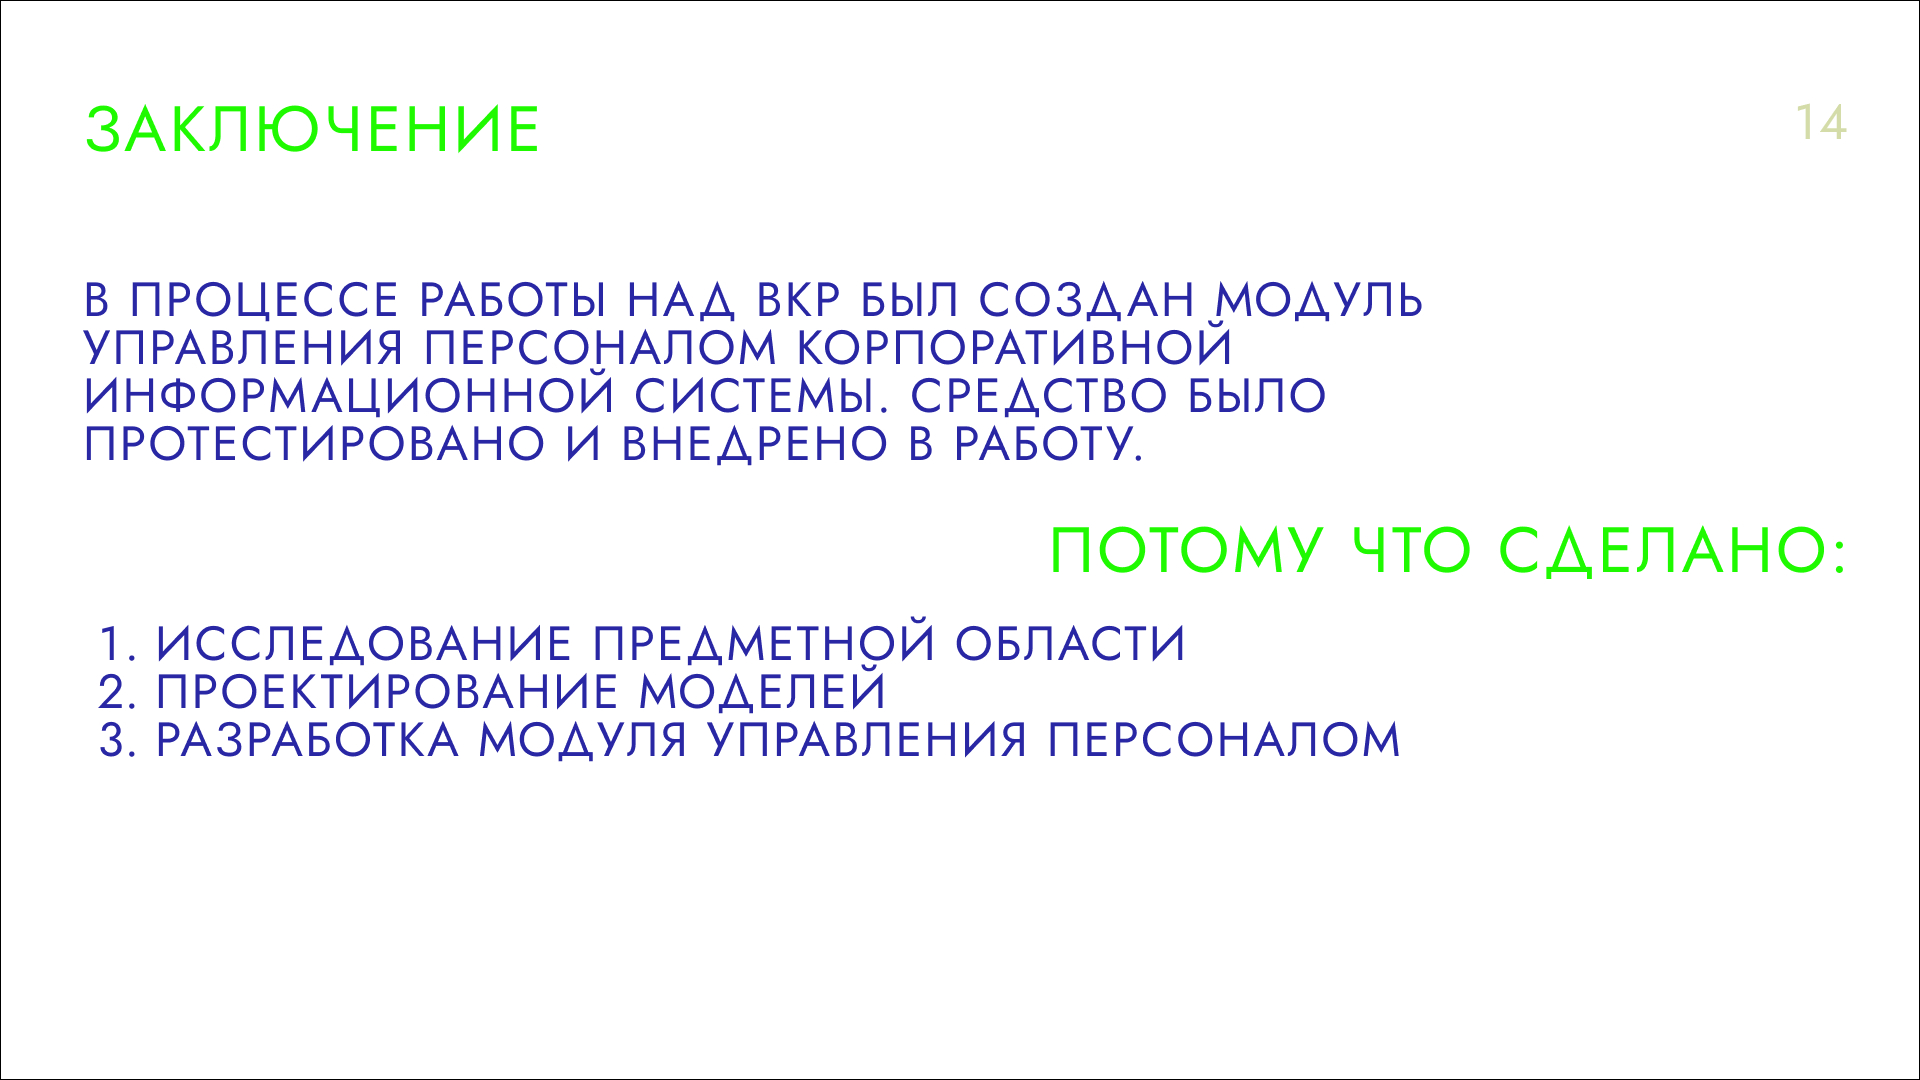 ЗАКЛЮЧЕНИЕ
14
В ПРОЦЕССЕ РАБОТЫ НАД ВКР БЫЛ СОЗДАН МОДУЛЬ
УПРАВЛЕНИЯ ПЕРСОНАЛОМ КОРПОРАТИВНОЙ
ИНФОРМАЦИОННОЙ СИСТЕМЫ. СРЕДСТВО БЫЛО
ПРОТЕСТИРОВАНО И ВНЕДРЕНО В РАБОТУ.
ПОТОМУ ЧТО СДЕЛАНО:
1. ИССЛЕДОВАНИЕ ПРЕДМЕТНОЙ ОБЛАСТИ
2. ПРОЕКТИРОВАНИЕ МОДЕЛЕЙ
3. РАЗРАБОТКА МОДУЛЯ УПРАВЛЕНИЯ ПЕРСОНАЛОМ